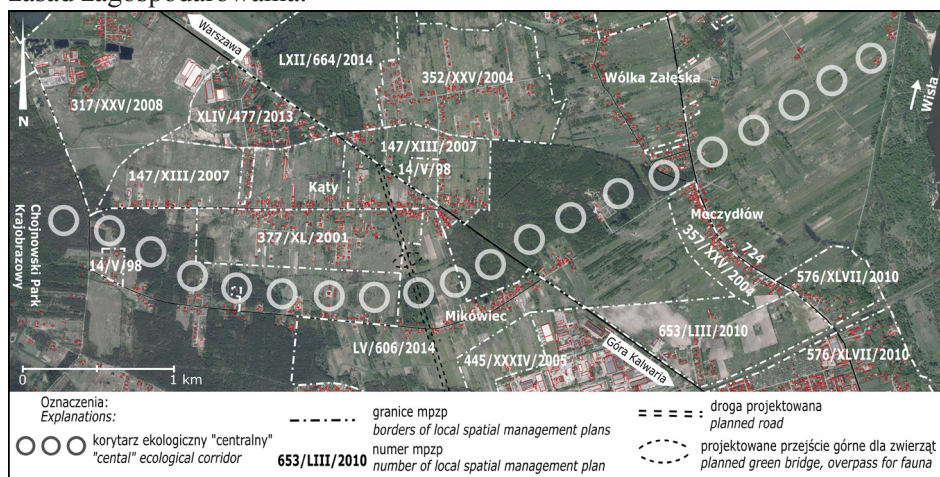 zasad zagospodarowania.
Warszawa
LXII/664/2014
352/XXV/2004
Wólka Załęska
Wisła
317/XXV/2008
XLIV/477/2013
N
147/XIII/2007
14/V/98
147/XIII/2007
Kąty
Moczydłów
Chojnowski Park
Krajobrazowy
377/XL/2001
724
357/XXV/2004
14/V/98
576/XLVII/2010
Mikówiec
653/LIII/2010
LV/606/2014
445/XXXIV/2005
Góra Kalwaria
576/XLVII/2010
0 1 km
Oznaczenia:
Explanations:
korytarz ekologiczny "centralny"
"cental" ecological corridor
granice mpzp
borders of local spatial management plans
653/LIII/2010
numer mpzp
number of local spatial management plan
droga projektowana
planned road
projektowane przejście górne dla zwierząt
planned green bridge, overpass for fauna